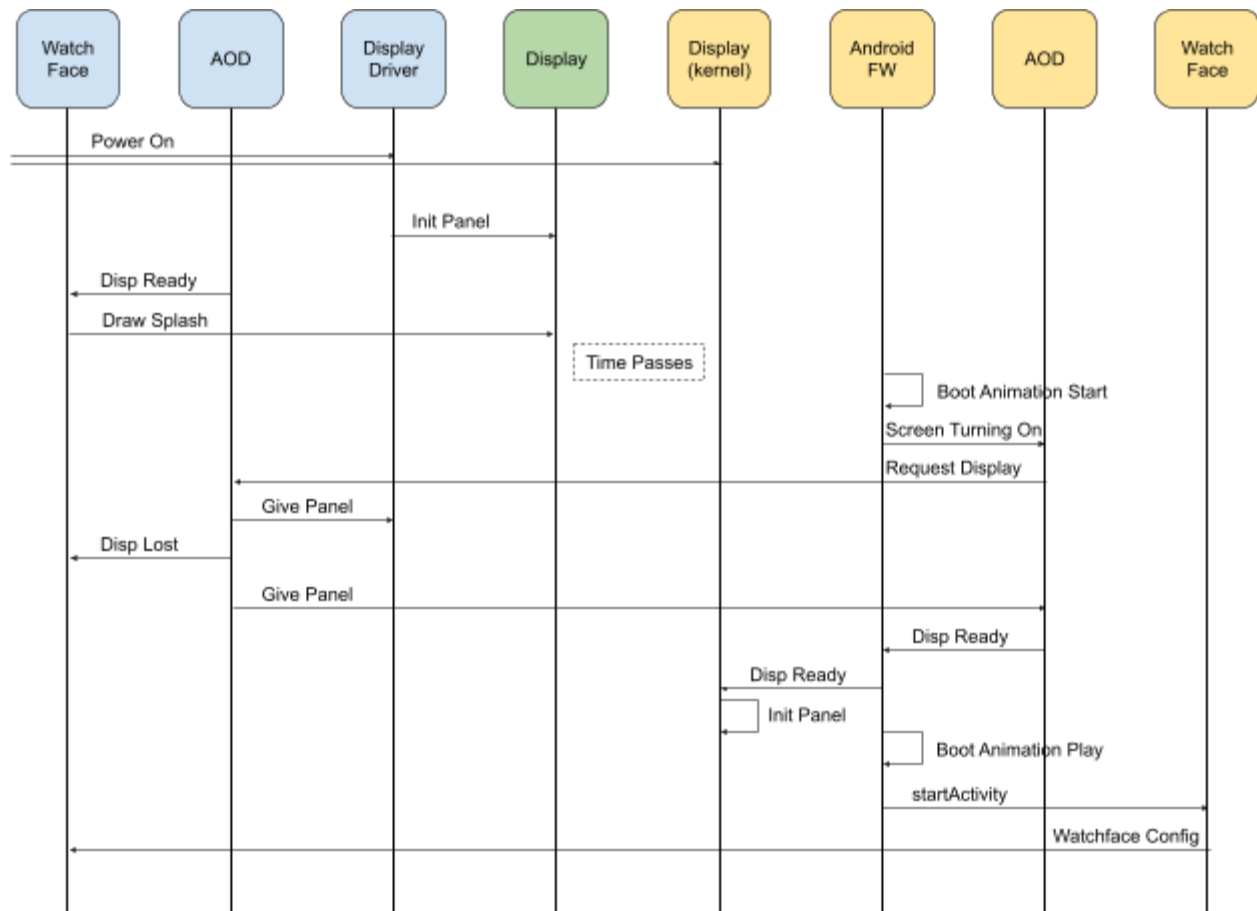 Watch
Face
AOD
Display
Driver
Display
Display
(kernel)
Android
FW
AOD
Watch
Face
Power On
Init Panel
Disp Ready
Draw Splash
Time Passes
Boot Animation Start
Screen Turning On
Request Display
Give Panel
Disp Lost
Give Panel
Disp Ready
Disp Ready
Init Panel
Boot Animation Play
startActivity
Watchface Config